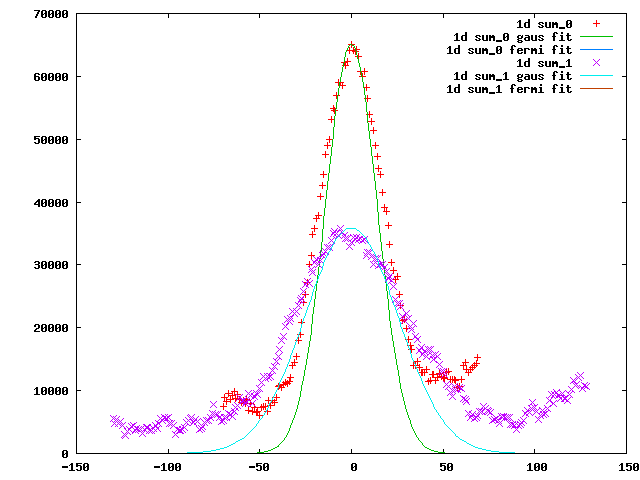 70000
60000
50000
40000
30000
20000
10000
0
-150
-100
-50
0
50
100
150
1d sum_0
1d sum_0 gaus fit
1d sum_0 fermi fit
1d sum_1
1d sum_1 gaus fit
1d sum_1 fermi fit